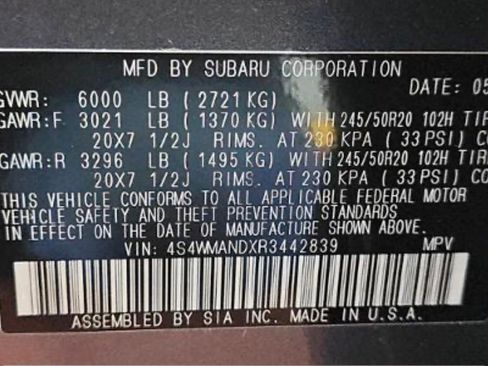 MFD BY SUBARU CORPORATION
DATE: 05
GVWR: 6000 LB (2721 KG)
GAWR:F 3021 LB (1370 KG) WITH 245/50R20 102H TIR
20X7 1/2J RIMS. AT 230 KPA (33 PSI) COL
GAWR:R 3296 LB (1495 KG) WITH 245/50R20 102H TIR
20X7 1/2J RIMS. AT 230 KPA (33 PSI) COL
THIS VEHICLE CONFORMS TO ALL APPLICABLE FEDERAL MOTOR
VEHICLE SAFETY AND THEFT PREVENTION STANDARDS
IN EFFECT ON THE DATE OF MANUFACTURE SHOWN ABOVE.
VIN: 4S4WMANDXR3442839 MPV
ASSEMBLED BY SIA INC. MADE IN U.S.A.